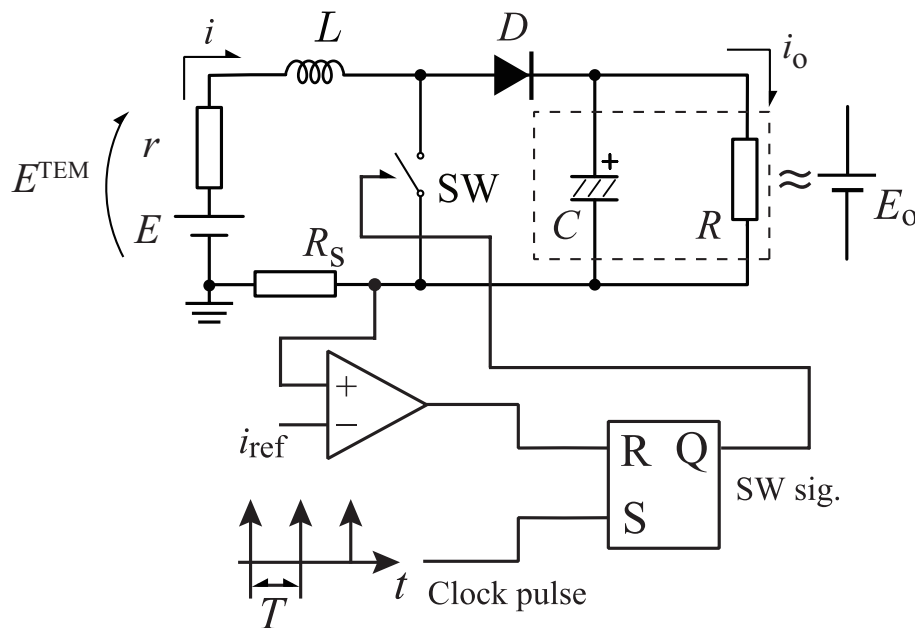 i
L
D
i_o
r
E^TEM
SW
E
R_S
C
+
R
≈
E_o
+
−
i_ref
R Q
S
SW sig.
t
T
Clock pulse